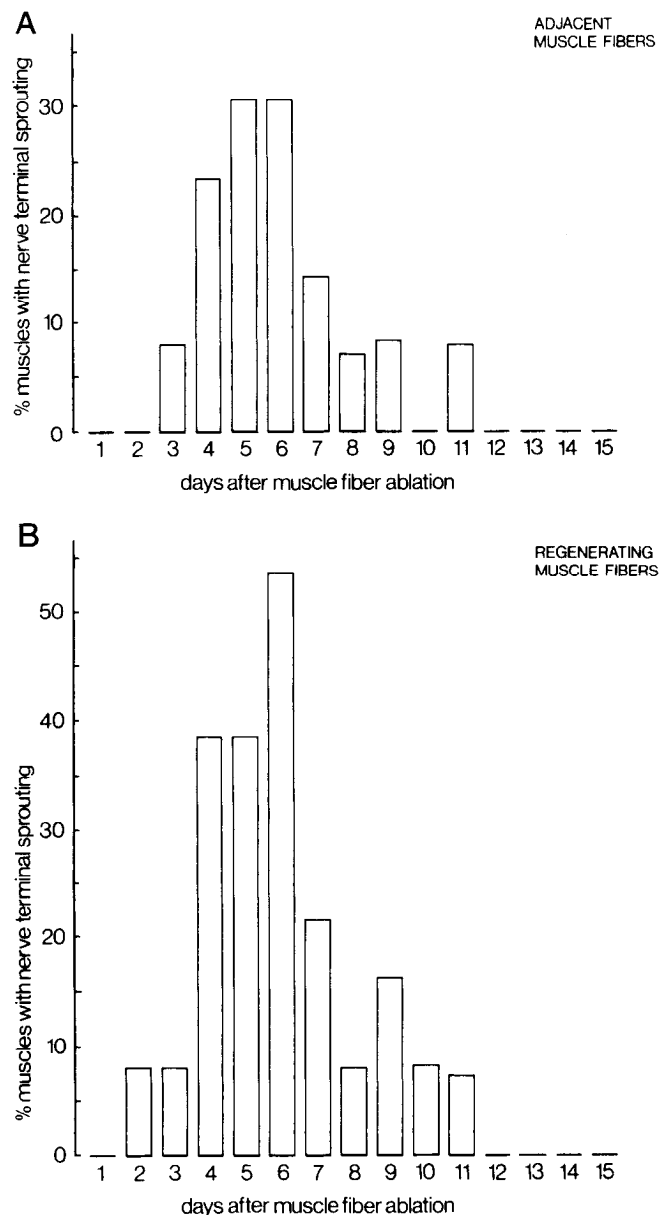 A
ADJACENT
MUSCLE FIBERS
% muscles with nerve terminal sprouting
30
20
10
0
1 2 3 4 5 6 7 8 9 10 11 12 13 14 15
days after muscle fiber ablation
B
REGENERATING
MUSCLE FIBERS
% muscles with nerve terminal sprouting
50
40
30
20
10
0
1 2 3 4 5 6 7 8 9 10 11 12 13 14 15
days after muscle fiber ablation